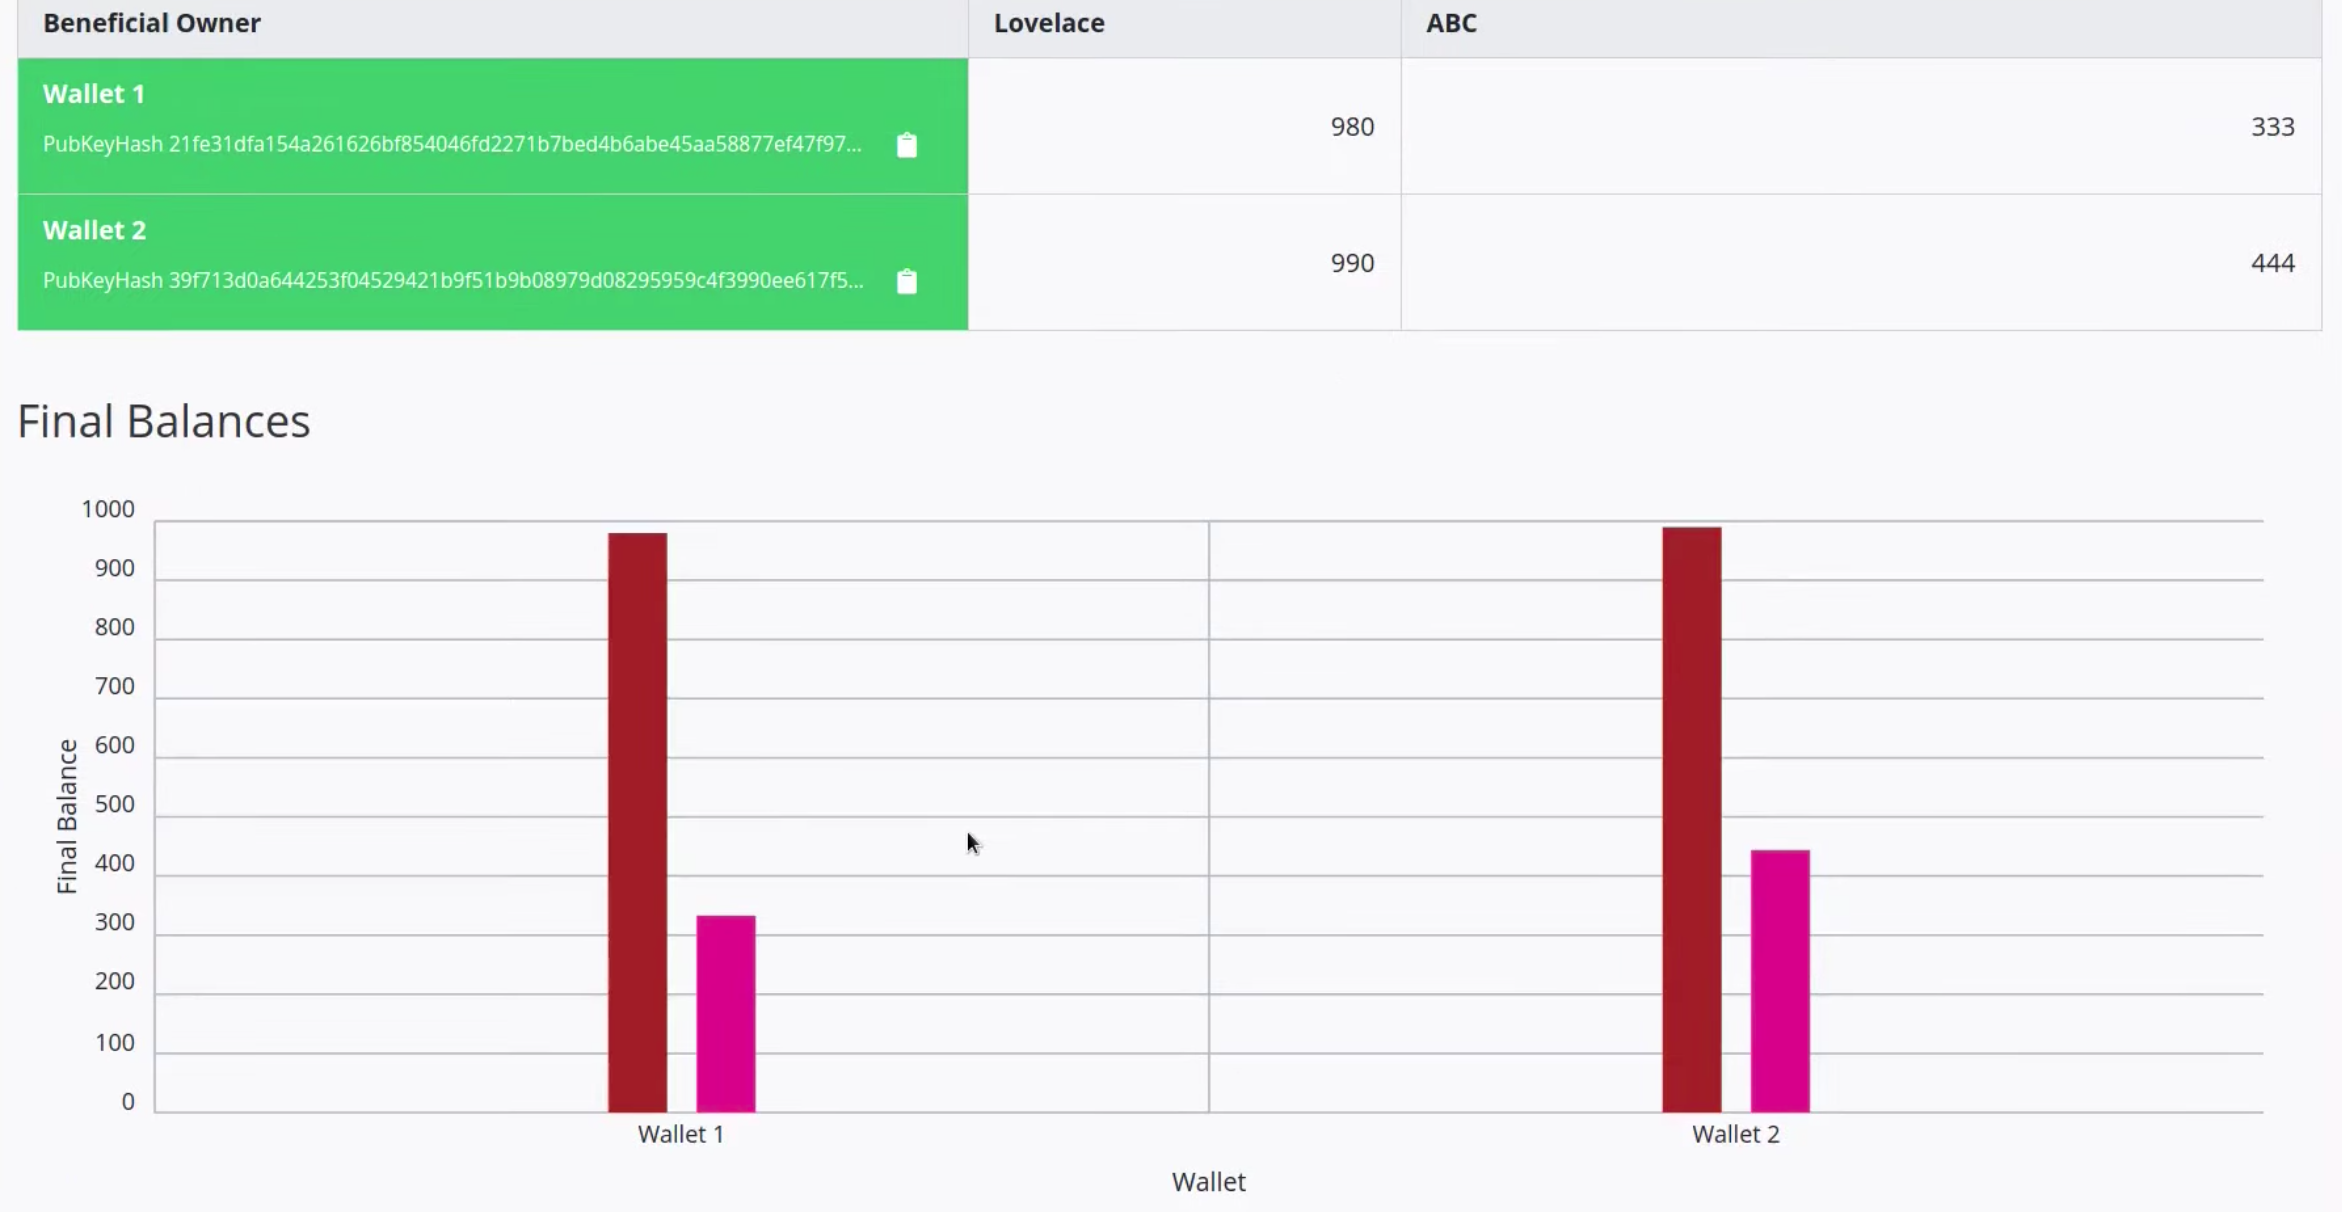 Beneficial Owner Lovelace ABC
Wallet 1
PubKeyHash 21fe31dfa154a261626bf854046fd2271b7bed4b6abe45aa58877ef47f97...
980 333
Wallet 2
PubKeyHash 39f713d0a644253f04529421b9f51b9b08979d08295959c4f3990ee617f5...
990 444
Final Balances
1000
900
800
700
600
500
400
300
200
100
0
Final Balance
Wallet 1 Wallet 2
Wallet